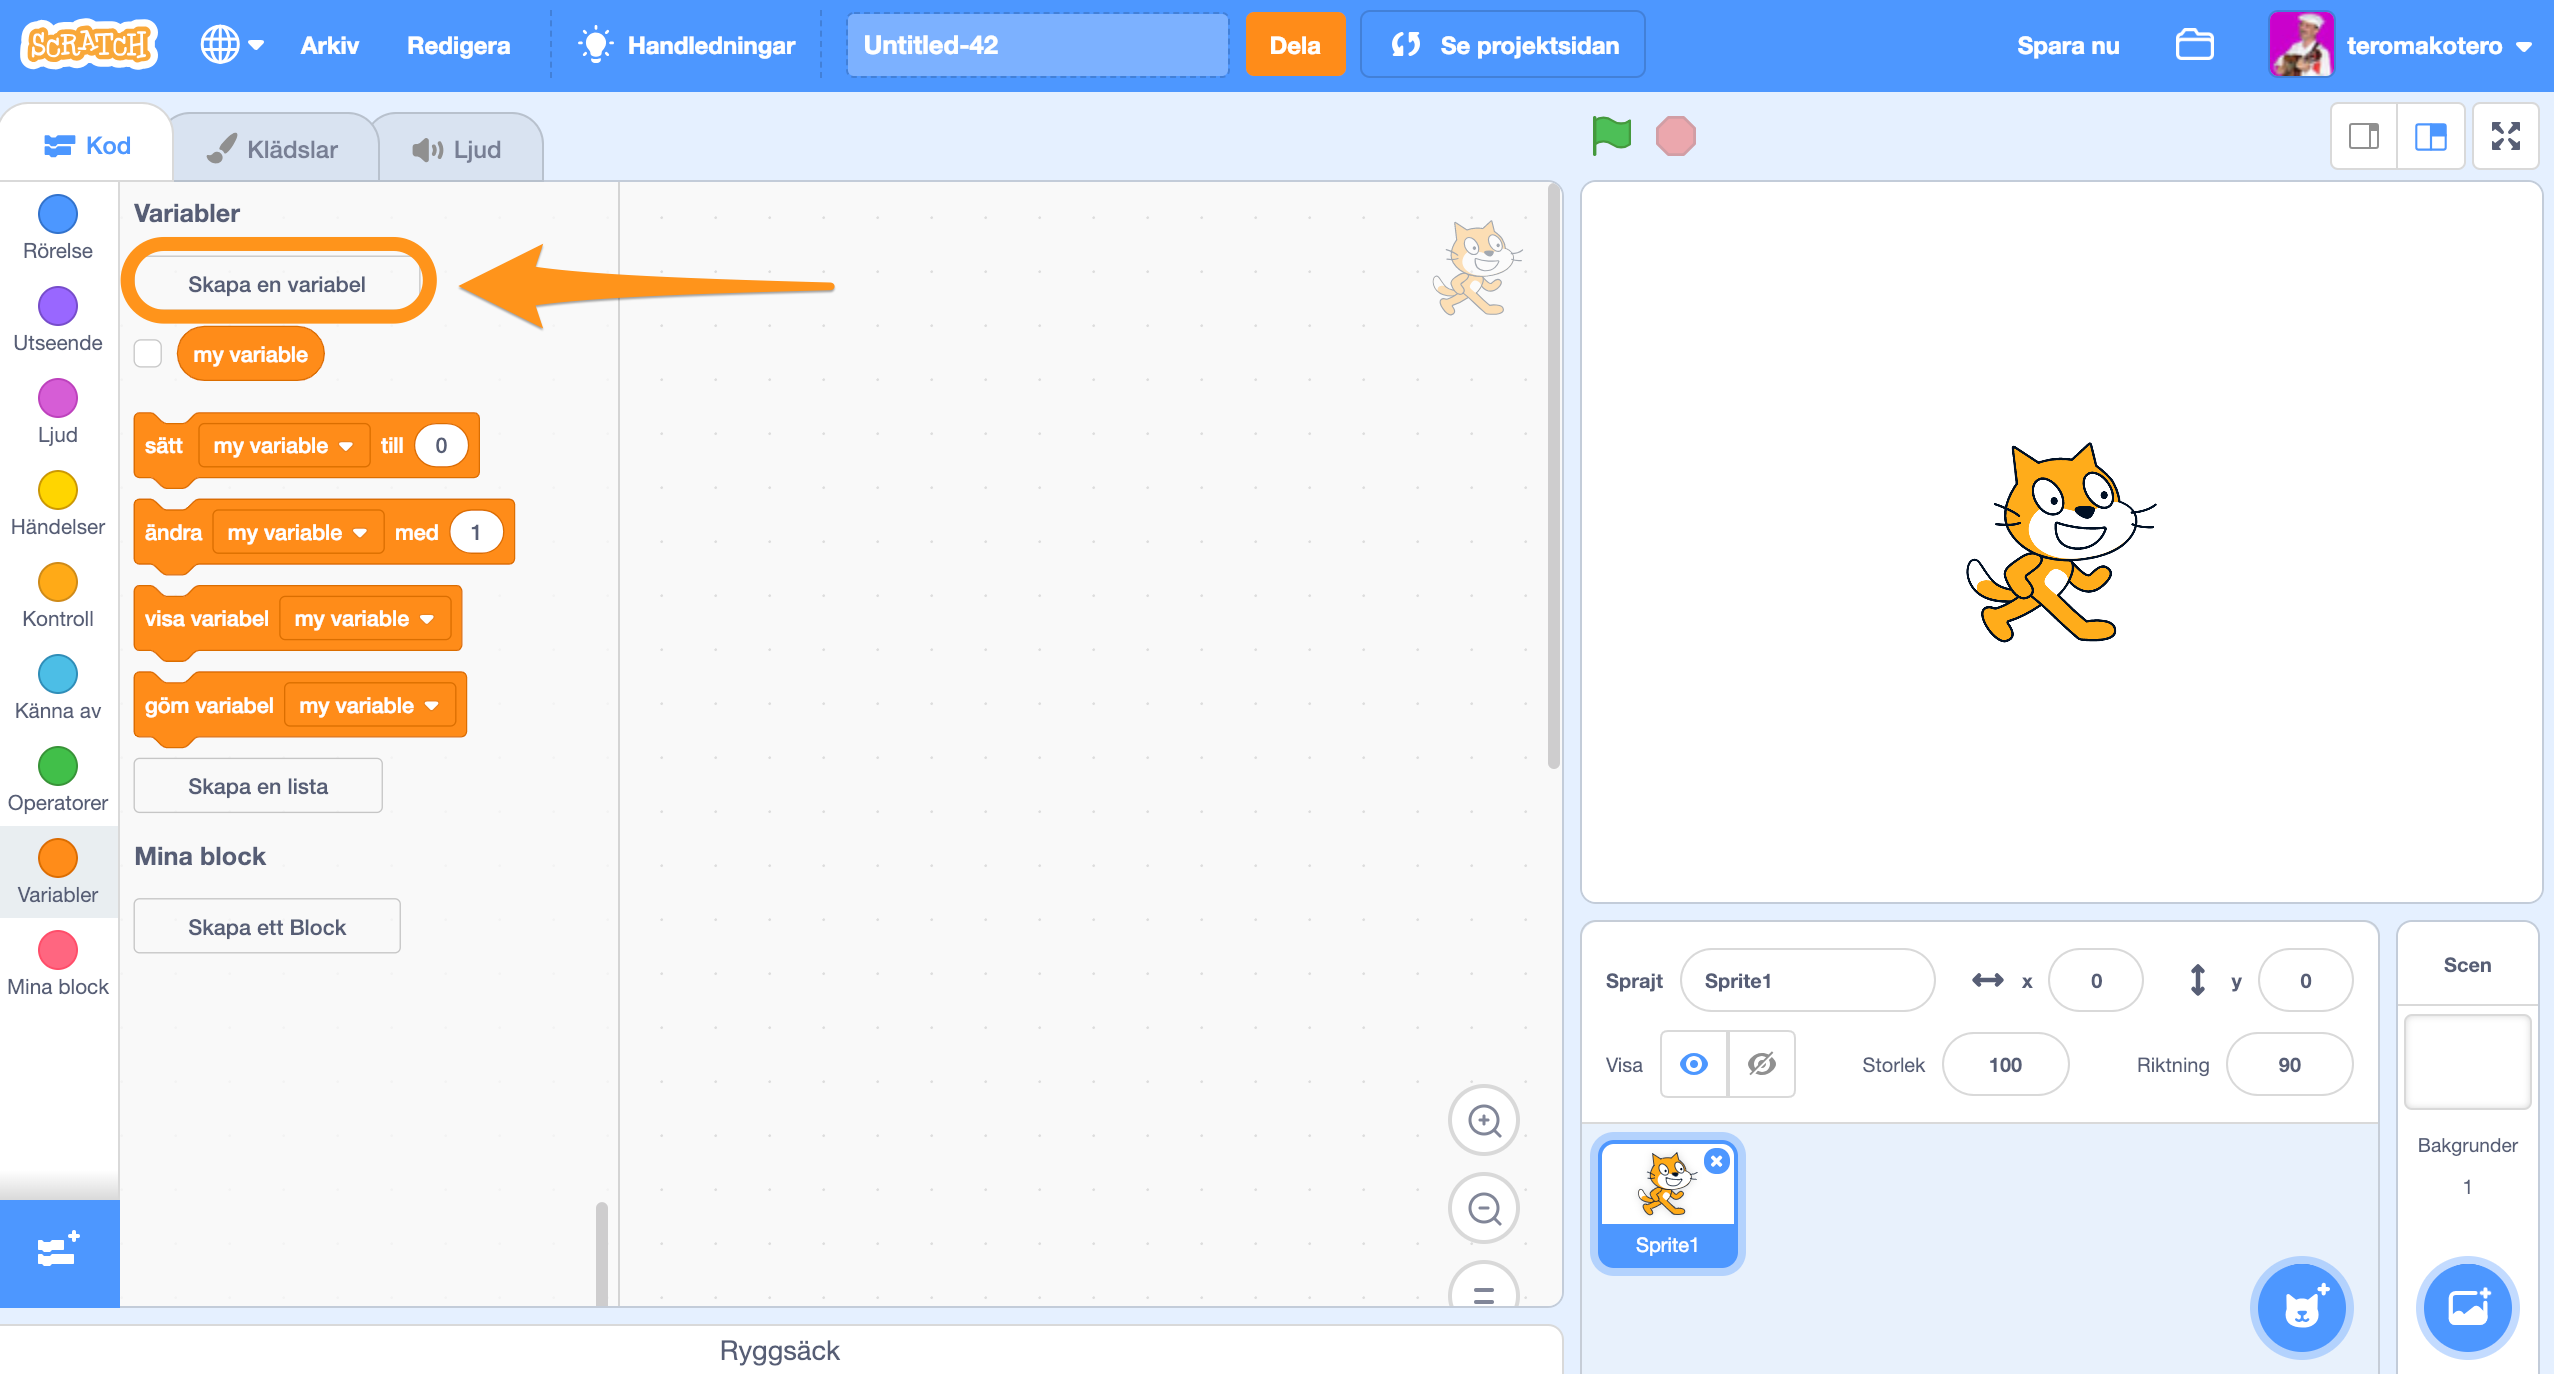 SCRATCH
Arkiv
Redigera
Handledningar
Untitled-42
Dela
Se projektsidan
Spara nu
teromakotero
Kod
Klädslar
Ljud
Rörelse
Utseende
Ljud
Händelser
Kontroll
Känna av
Operatorer
Variabler
Mina block
Variabler
Skapa en variabel
my variable
sätt my variable till 0
ändra my variable med 1
visa variabel my variable
göm variabel my variable
Skapa en lista
Mina block
Skapa ett Block
Ryggsäck
Sprajt Sprite1 x 0 y 0
Visa Storlek 100 Riktning 90
Sprite1
Scen
Bakgrunder
1